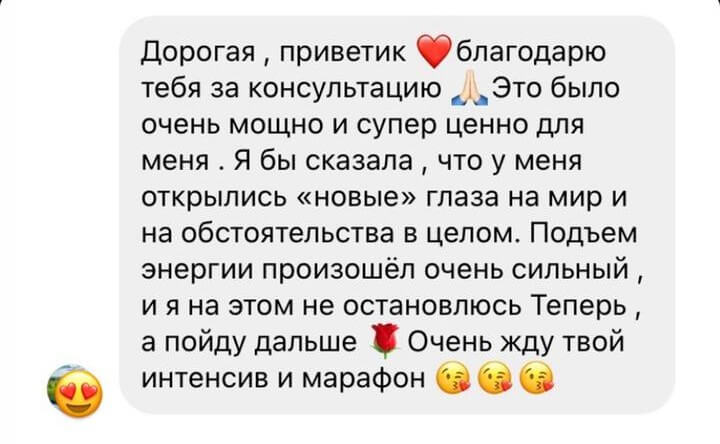 Дорогая , приветик ❤️благодарю
тебя за консультацию 🙏🏻Это было
очень мощно и супер ценно для
меня . Я бы сказала , что у меня
открылись «новые» глаза на мир и
на обстоятельства в целом. Подъем
энергии произошёл очень сильный ,
и я на этом не остановлюсь Теперь ,
а пойду дальше 🌹 Очень жду твой
интенсив и марафон 😘😘😘